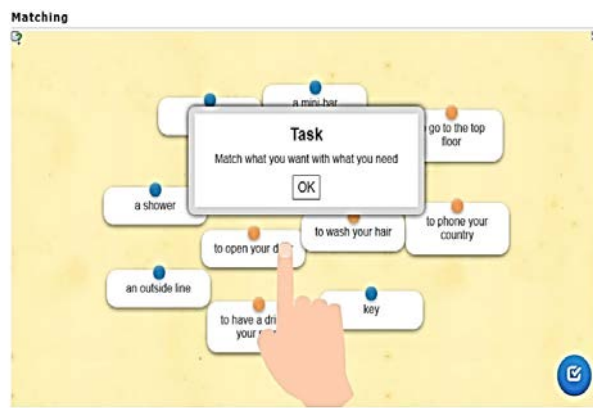 Matching
a mini-bar
Task
Match what you want with what you need
OK
go to the top
floor
a shower
to wash your hair
to phone your
country
to open your
an outside line
to have a
your
key